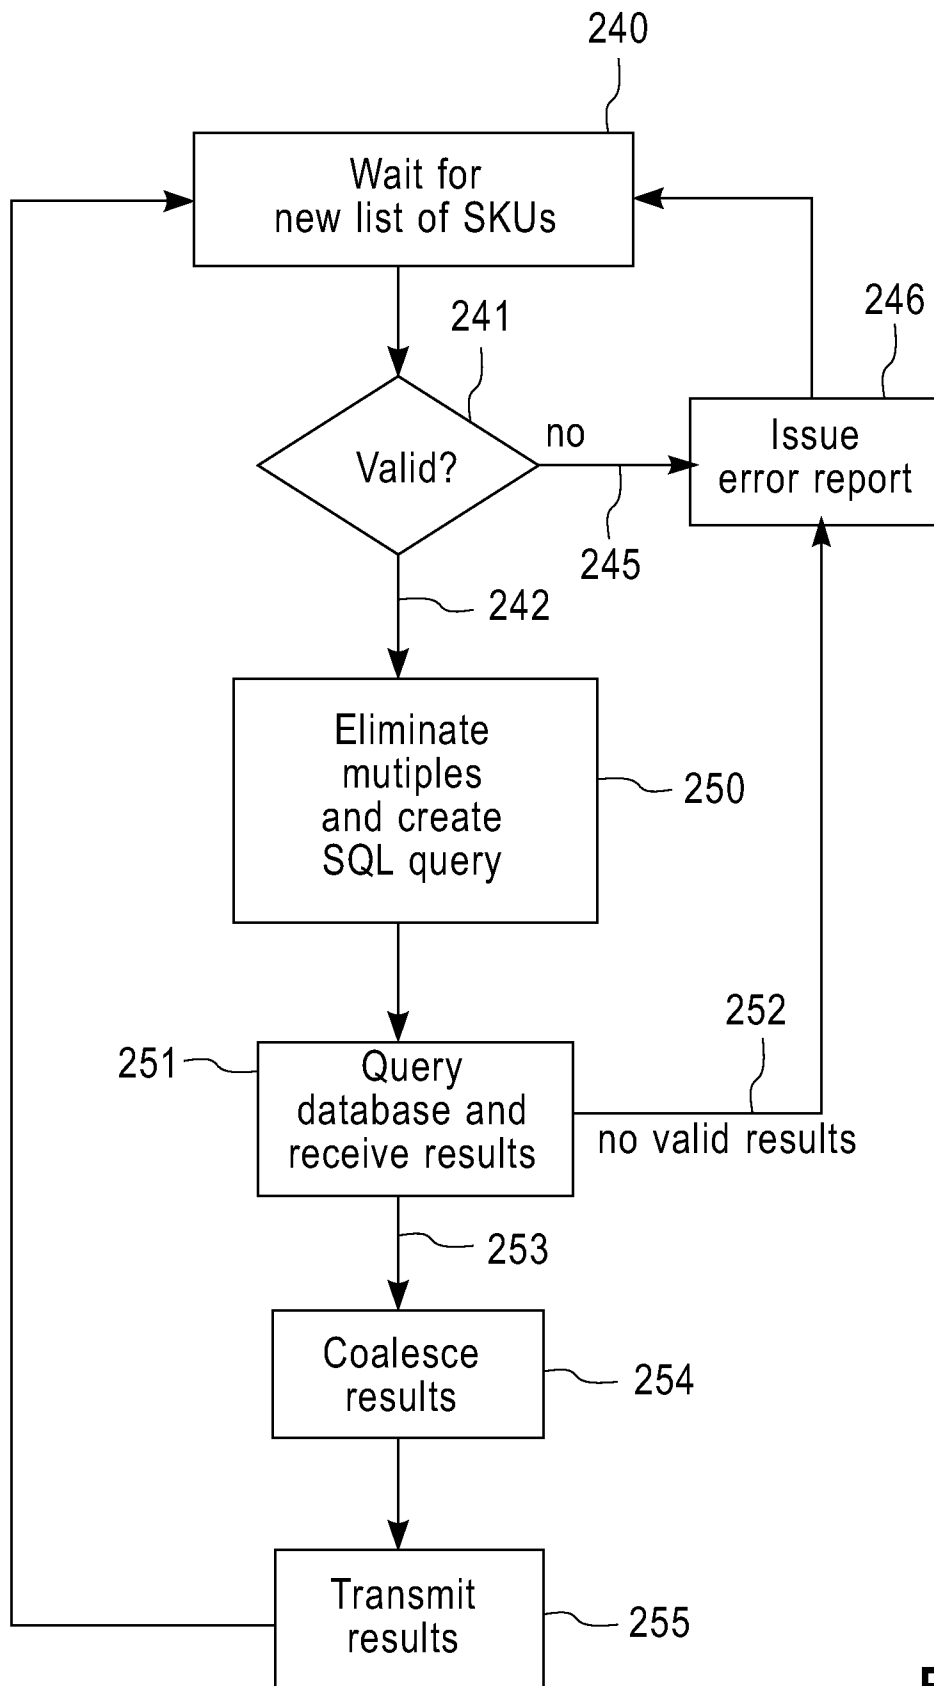 240
Wait for
new list of SKUs
241
246
Valid?
no
Issue
error report
245
242
Eliminate
mutiples
and create
SQL query
250
252
251
Query
database and
receive results
no valid results
253
Coalesce
results
254
Transmit
results
255